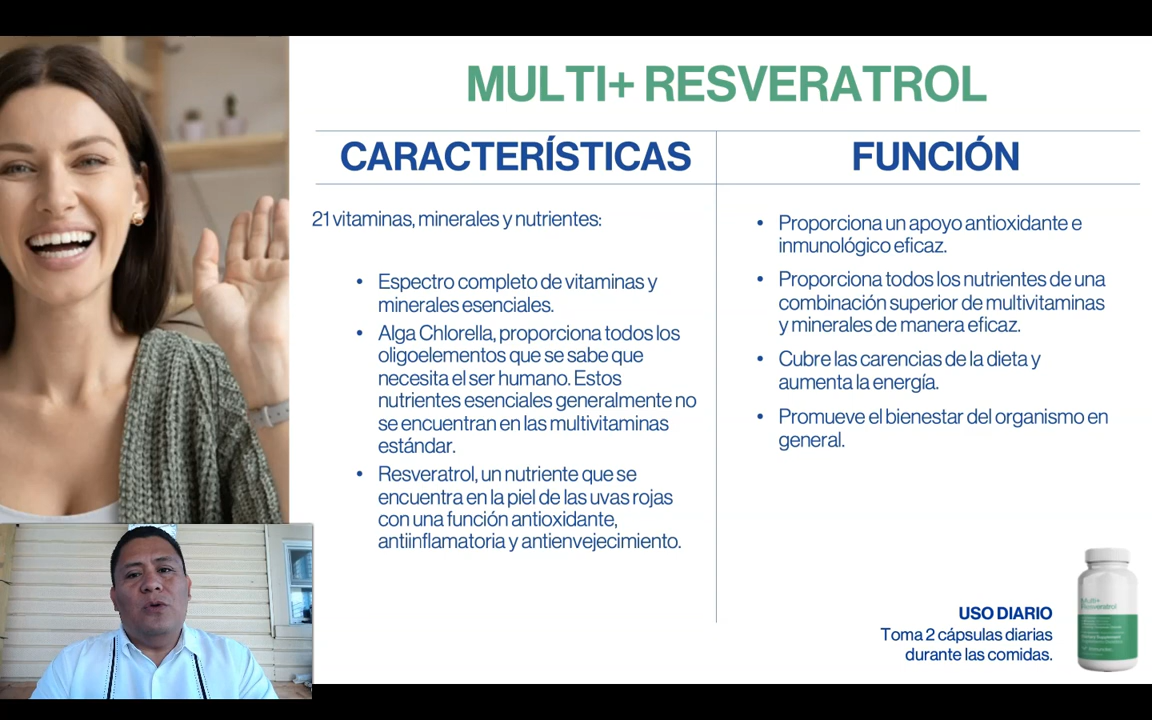 MULTI+ RESVERATROL
CARACTERÍSTICAS
21 vitaminas, minerales y nutrientes:
• Espectro completo de vitaminas y
minerales esenciales.
• Alga Chlorella, proporciona todos los
oligoelementos que se sabe que
necesita el ser humano. Estos
nutrientes esenciales generalmente no
se encuentran en las multivitaminas
estándar.
• Resveratrol, un nutriente que se
encuentra en la piel de las uvas rojas
con una función antioxidante,
antiinflamatoria y antienvejecimiento.
FUNCIÓN
• Proporciona un apoyo antioxidante e
inmunológico eficaz.
• Proporciona todos los nutrientes de una
combinación superior de multivitaminas
y minerales de manera eficaz.
• Cubre las carencias de la dieta y
aumenta la energía.
• Promueve el bienestar del organismo en
general.
USO DIARIO
Toma 2 cápsulas diarias
durante las comidas.
Multi+
Resveratrol